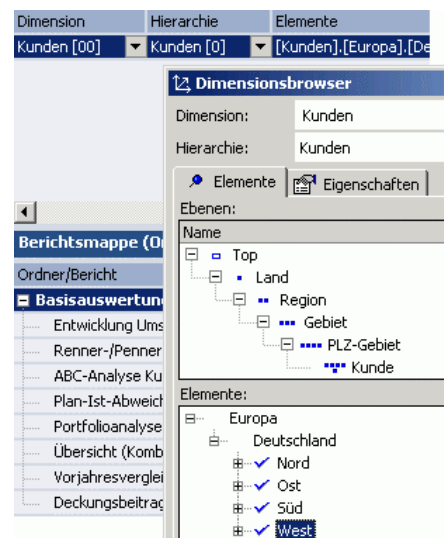 Dimension Hierarchie Elemente
Kunden [00] Kunden [0] [Kunden].[Europa].[De
Dimensionsbrowser
Dimension: Kunden
Hierarchie: Kunden
Elemente Eigenschaften
Ebenen:
Name
Top
Land
Region
Gebiet
PLZ-Gebiet
Kunde
Elemente:
Europa
Deutschland
Nord
Ost
Süd
West
Berichtsmappe (O
Ordner/Bericht
Basisauswertun
Entwicklung Ums
Renner-/Penner
ABC-Analyse Ku
Plan-Ist-Abweich
Portfolioanalyse
Übersicht (Komb
Vorjahresverglei
Deckungsbeitrag